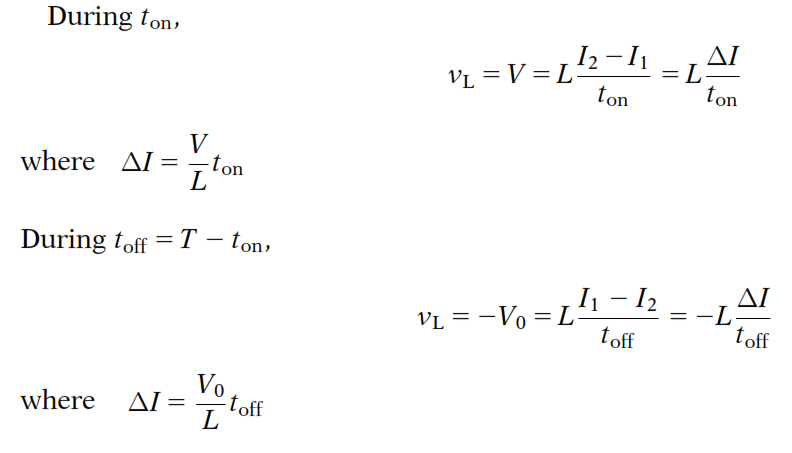 During t_on,
v_L = V = L (I_2 − I_1)/t_on = L ΔI/t_on
where ΔI = V/L t_on
During t_off = T − t_on,
v_L = −V_0 = L (I_1 − I_2)/t_off = −L ΔI/t_off
where ΔI = V_0/L t_off